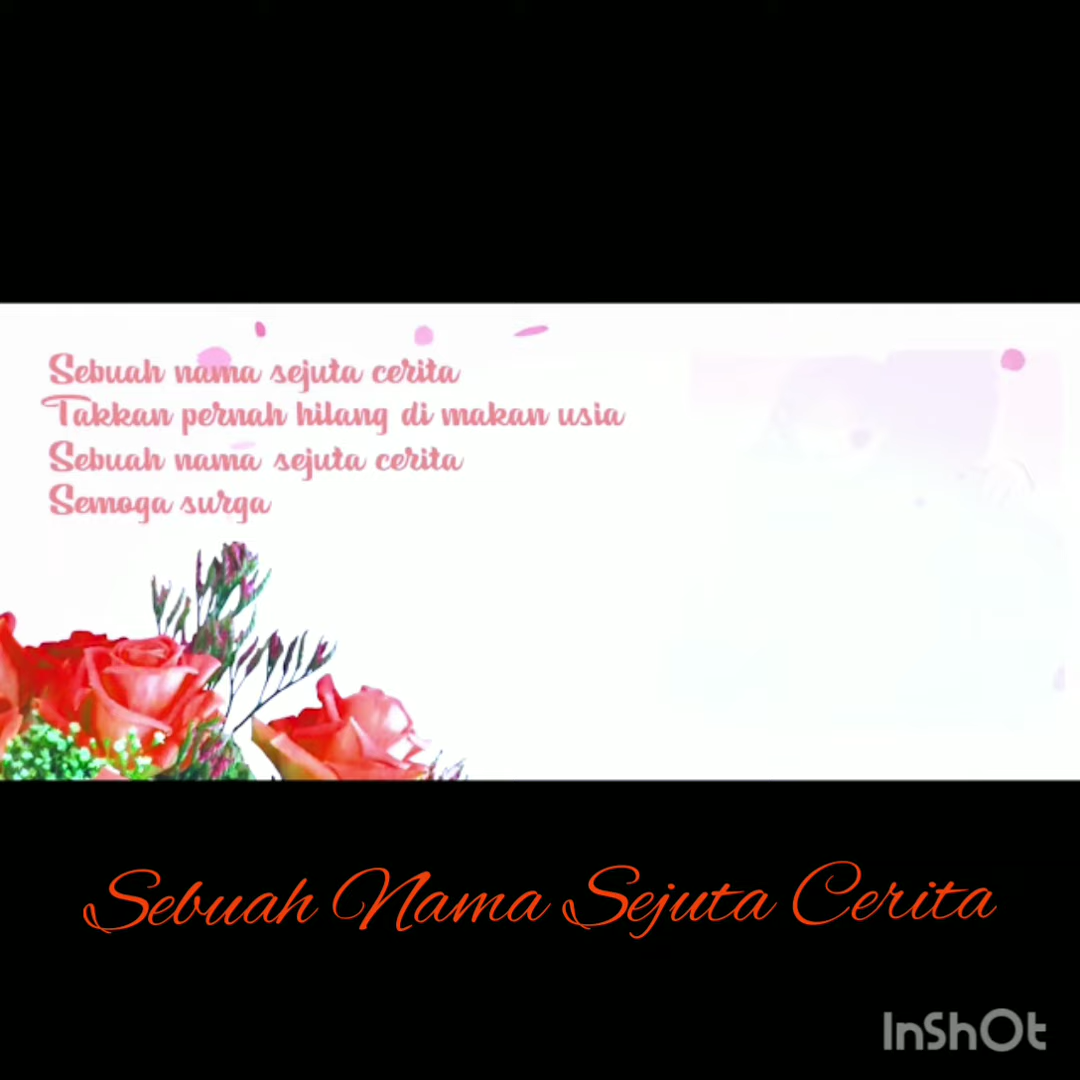 Sebuah nama sejuta cerita
Takkan pernah hilang di makan usia
Sebuah nama sejuta cerita
Semoga surga
Sebuah Nama Sejuta Cerita
InShOt